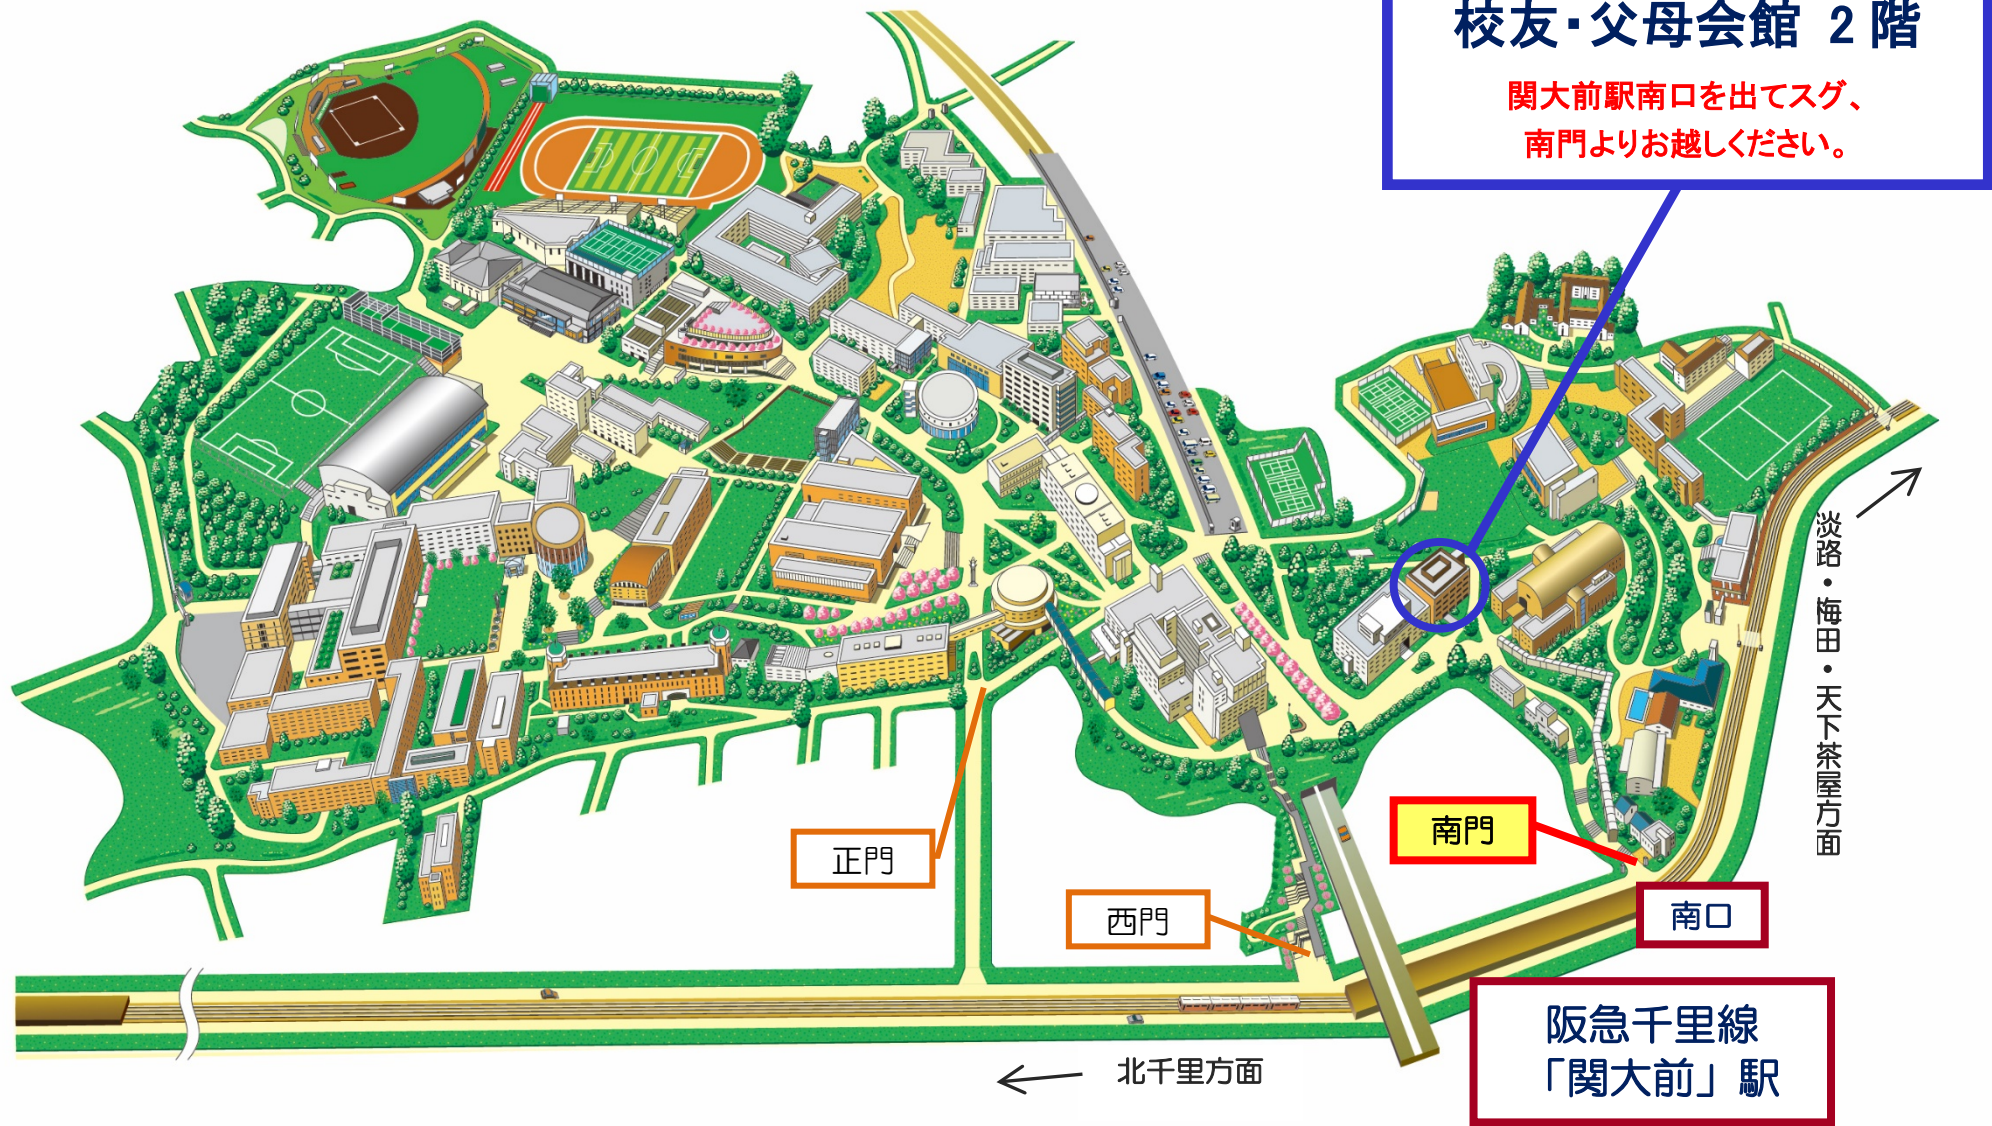 校友・父母会館 2階
関大前駅南口を出てスグ、
南門よりお越しください。
淡路・梅田・天下茶屋方面
南門
正門
西門
南口
阪急千里線
「関大前」駅
北千里方面